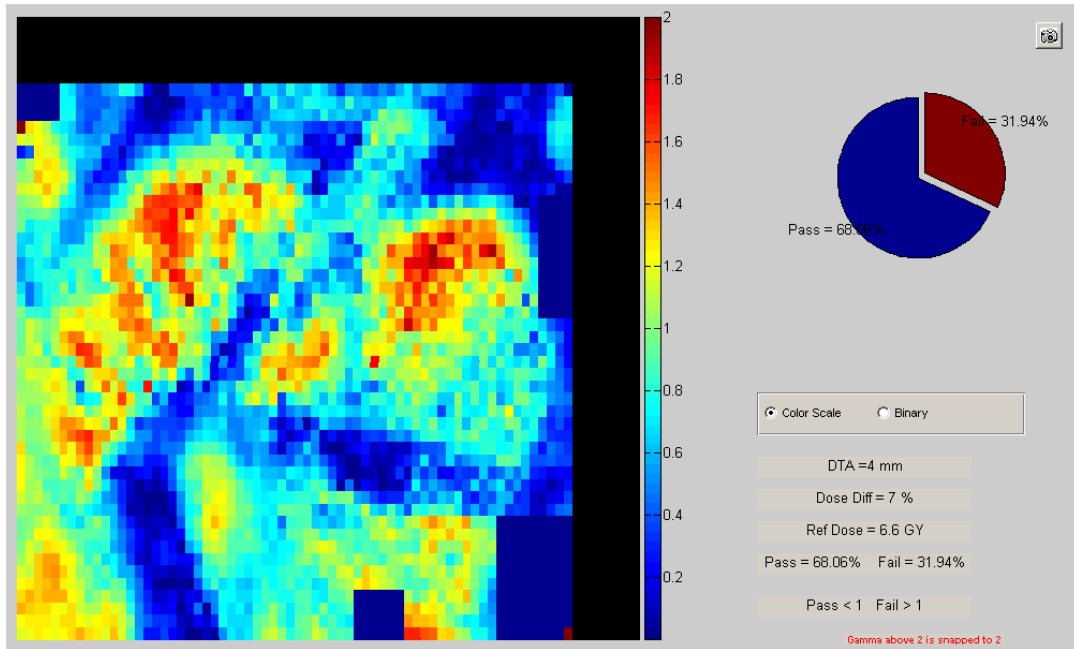 2
1.8
1.6
1.4
1.2
1
0.8
0.6
0.4
0.2
Fail = 31.94%
Pass = 68.06%
Color Scale Binary
DTA =4 mm
Dose Diff = 7 %
Ref Dose = 6.6 GY
Pass = 68.06% Fail = 31.94%
Pass < 1 Fail > 1
Gamma above 2 is snapped to 2